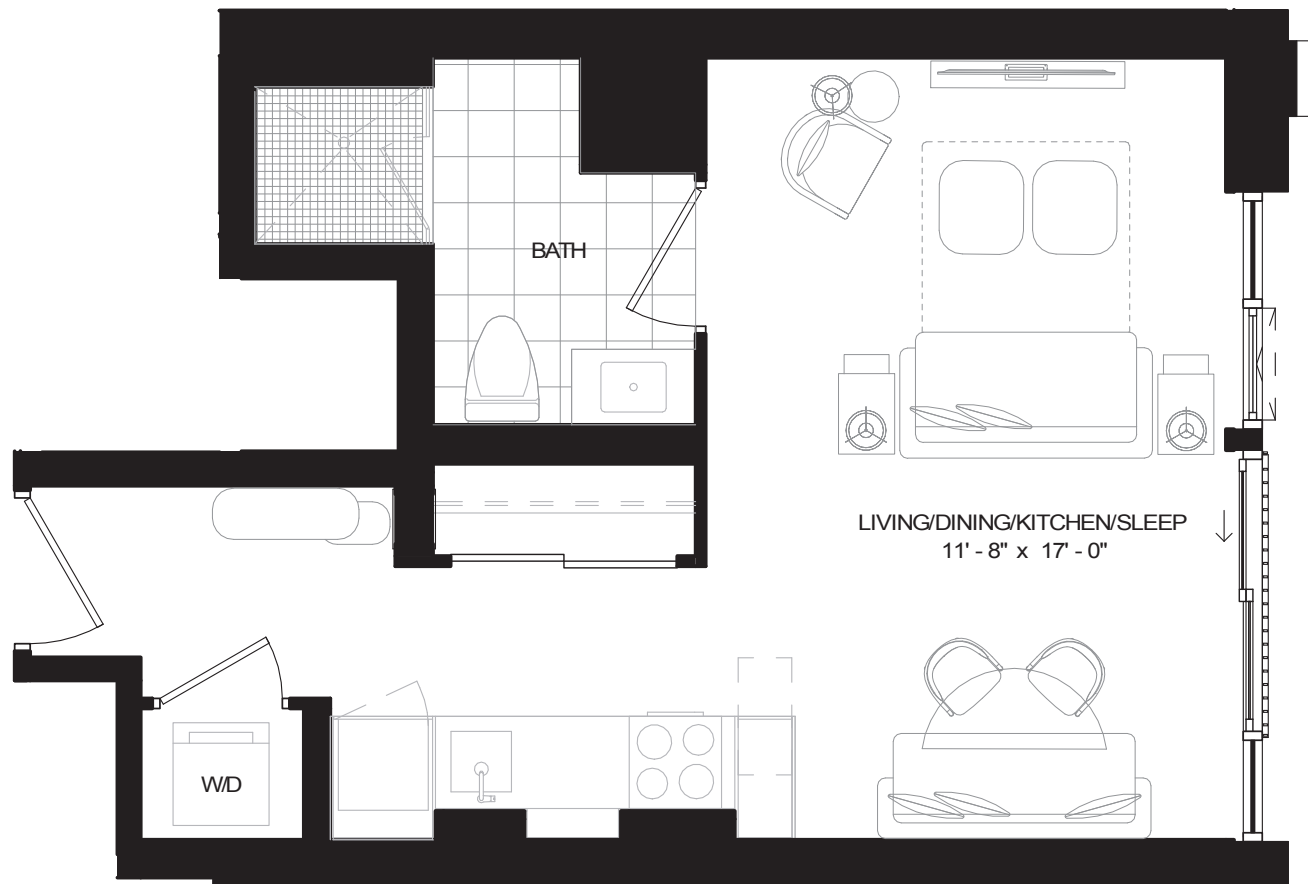 BATH
LIVING/DINING/KITCHEN/SLEEP
11' - 8" x 17' - 0"
W/D